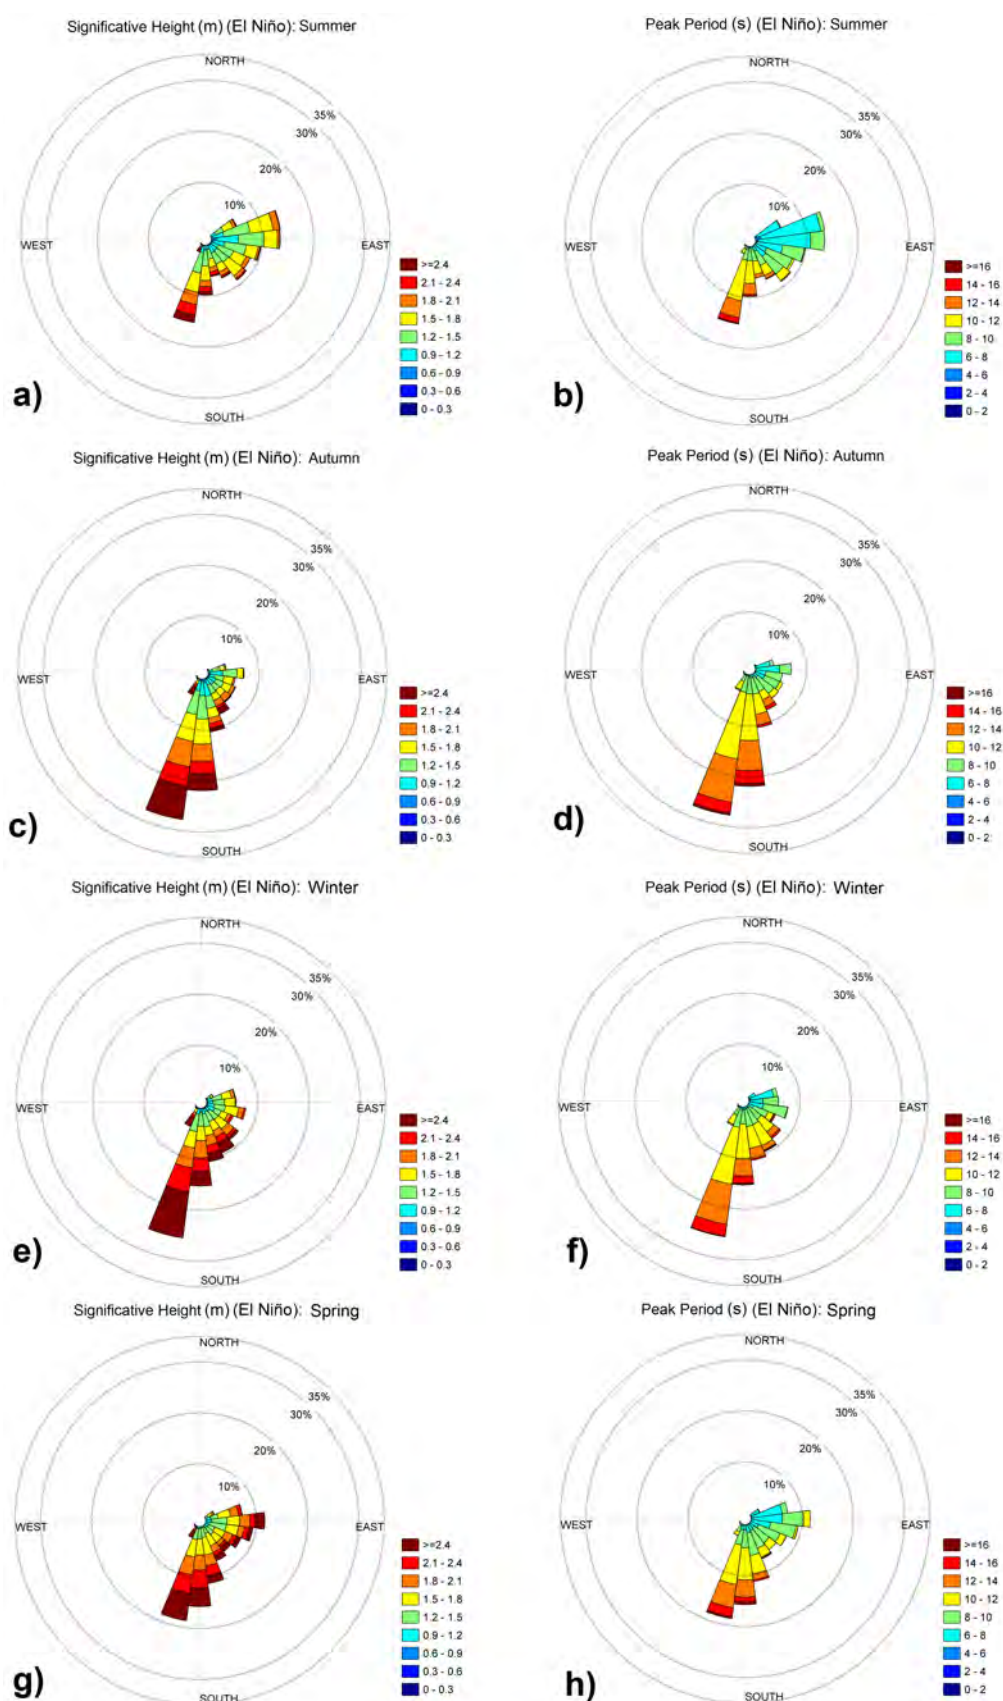 Significative Height (m) (El Niño): Summer
NORTH
35%
30%
20%
10%
WEST
EAST
SOUTH
>=2.4
2.1 - 2.4
1.8 - 2.1
1.5 - 1.8
1.2 - 1.5
0.9 - 1.2
0.6 - 0.9
0.3 - 0.6
0 - 0.3
a)
Peak Period (s) (El Niño): Summer
NORTH
35%
30%
20%
10%
WEST
EAST
SOUTH
>=16
14 - 16
12 - 14
10 - 12
8 - 10
6 - 8
4 - 6
2 - 4
0 - 2
b)
Significative Height (m) (El Niño): Autumn
NORTH
35%
30%
20%
10%
WEST
EAST
SOUTH
>=2.4
2.1 - 2.4
1.8 - 2.1
1.5 - 1.8
1.2 - 1.5
0.9 - 1.2
0.6 - 0.9
0.3 - 0.6
0 - 0.3
c)
Peak Period (s) (El Niño): Autumn
NORTH
35%
30%
20%
10%
WEST
EAST
SOUTH
>=16
14 - 16
12 - 14
10 - 12
8 - 10
6 - 8
4 - 6
2 - 4
0 - 2
d)
Significative Height (m) (El Niño): Winter
NORTH
35%
30%
20%
10%
WEST
EAST
SOUTH
>=2.4
2.1 - 2.4
1.8 - 2.1
1.5 - 1.8
1.2 - 1.5
0.9 - 1.2
0.6 - 0.9
0.3 - 0.6
0 - 0.3
e)
Peak Period (s) (El Niño): Winter
NORTH
35%
30%
20%
10%
WEST
EAST
SOUTH
>=16
14 - 16
12 - 14
10 - 12
8 - 10
6 - 8
4 - 6
2 - 4
0 - 2
f)
Significative Height (m) (El Niño): Spring
NORTH
35%
30%
20%
10%
WEST
EAST
SOUTH
>=2.4
2.1 - 2.4
1.8 - 2.1
1.5 - 1.8
1.2 - 1.5
0.9 - 1.2
0.6 - 0.9
0.3 - 0.6
0 - 0.3
g)
Peak Period (s) (El Niño): Spring
NORTH
35%
30%
20%
10%
WEST
EAST
SOUTH
>=16
14 - 16
12 - 14
10 - 12
8 - 10
6 - 8
4 - 6
2 - 4
0 - 2
h)